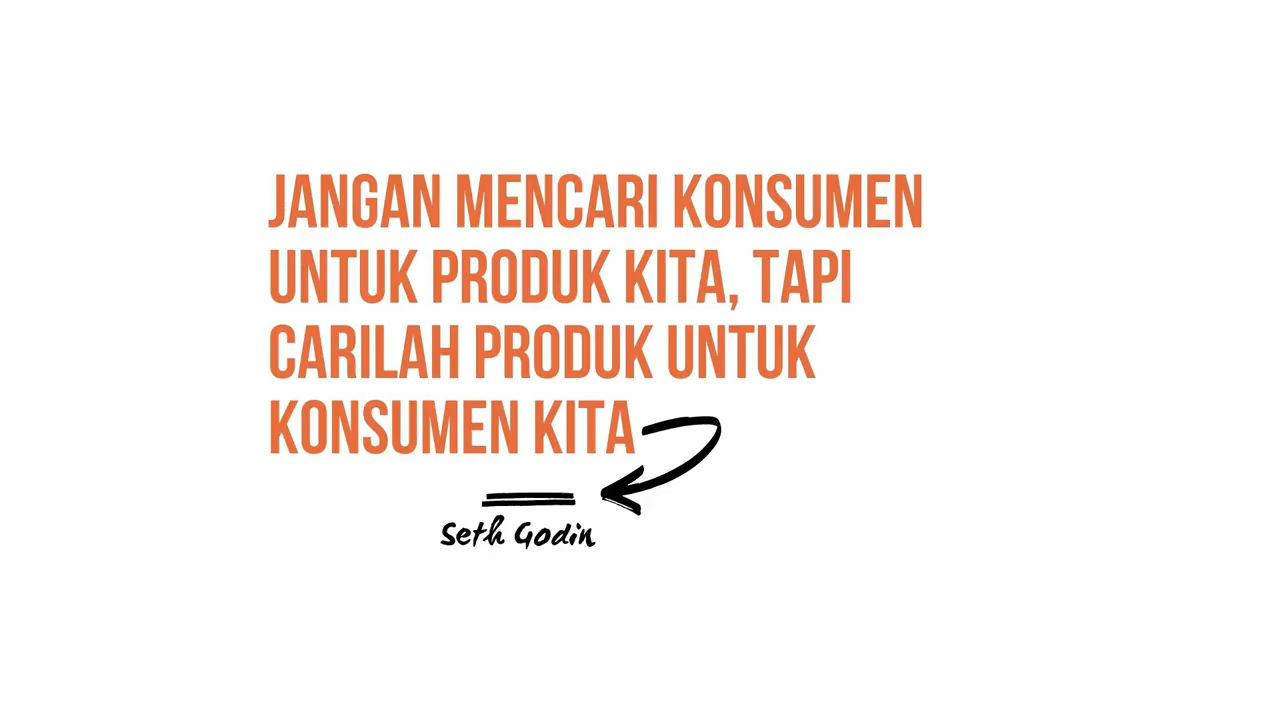 JANGAN MENCARI KONSUMEN
UNTUK PRODUK KITA, TAPI
CARILAH PRODUK UNTUK
KONSUMEN KITA
Seth Godin